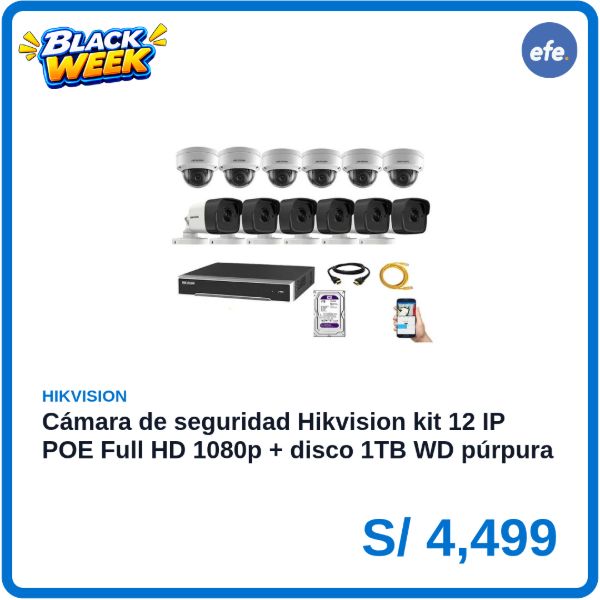 BLACK
WEEK
efe.
HIKVISION
Cámara de seguridad Hikvision kit 12 IP
POE Full HD 1080p + disco 1TB WD púrpura
S/ 4,499